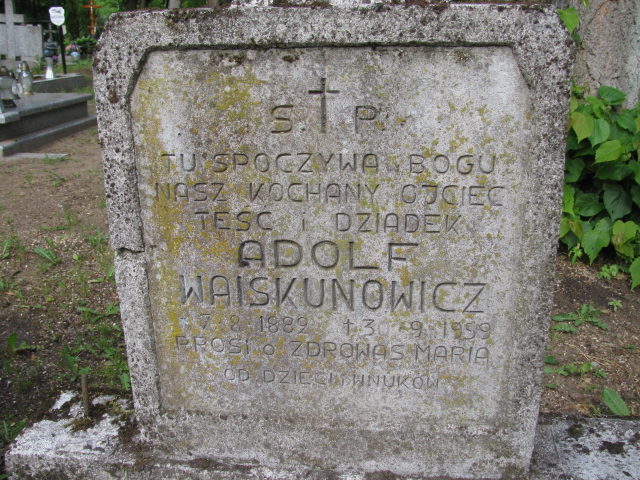 S. † P.
TU SPOCZYWA w BOGU
NASZ KOCHANY OJCIEC
TEŚĆ i DZIADEK
ADOLF
WAISKUNOWICZ
* 7. 8. 1889 † 30. 9. 1959
PROSI o ZDROWAŚ MARIA
OD DZIECI i WNUKÓW